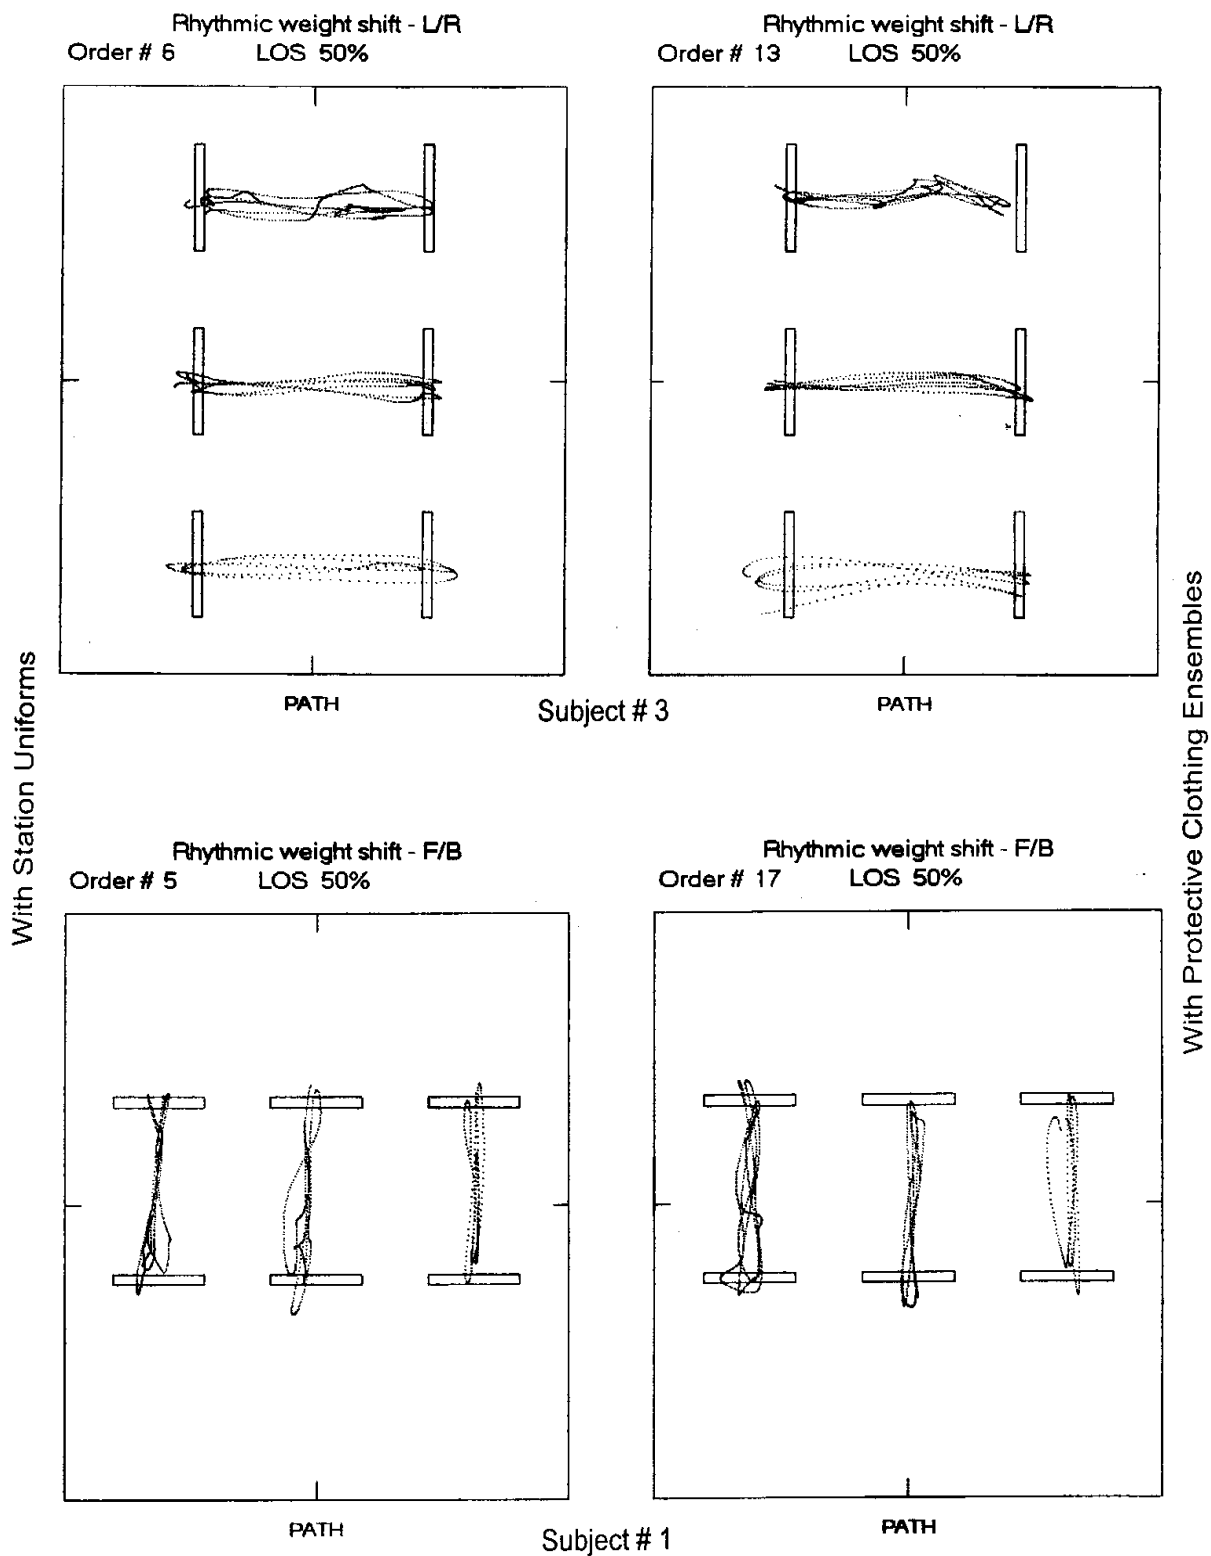 Rhythmic weight shift - L/R
Order # 6 LOS 50%
Rhythmic weight shift - L/R
Order # 13 LOS 50%
PATH
Subject # 3
PATH
With Station Uniforms
With Protective Clothing Ensembles
Rhythmic weight shift - F/B
Order # 5 LOS 50%
Rhythmic weight shift - F/B
Order # 17 LOS 50%
PATH
Subject # 1
PATH